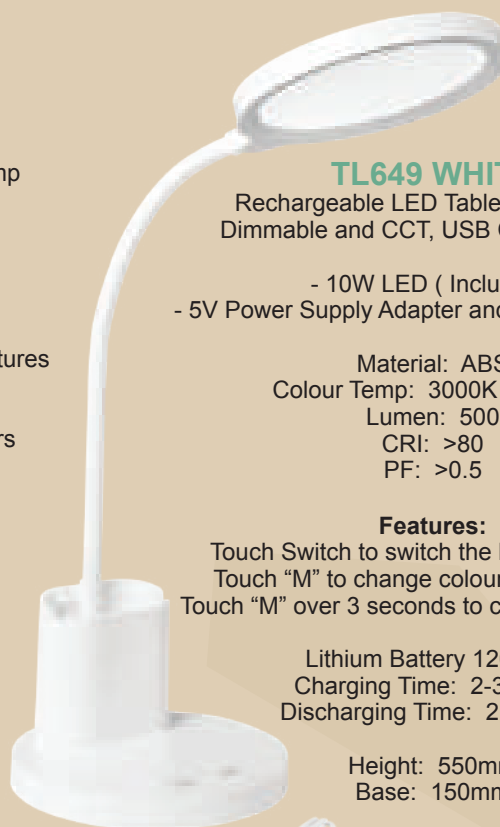 TL649 WHIT
Rechargeable LED Table
Dimmable and CCT, USB
- 10W LED ( Inclu
- 5V Power Supply Adapter and
Material: ABS
Colour Temp: 3000K
Lumen: 500
CRI: >80
PF: >0.5
Features:
Touch Switch to switch the
Touch “M” to change colour
Touch “M” over 3 seconds to c
Lithium Battery 12
Charging Time: 2-3
Discharging Time: 2
Height: 550mm
Base: 150mm
mp
tures
rs